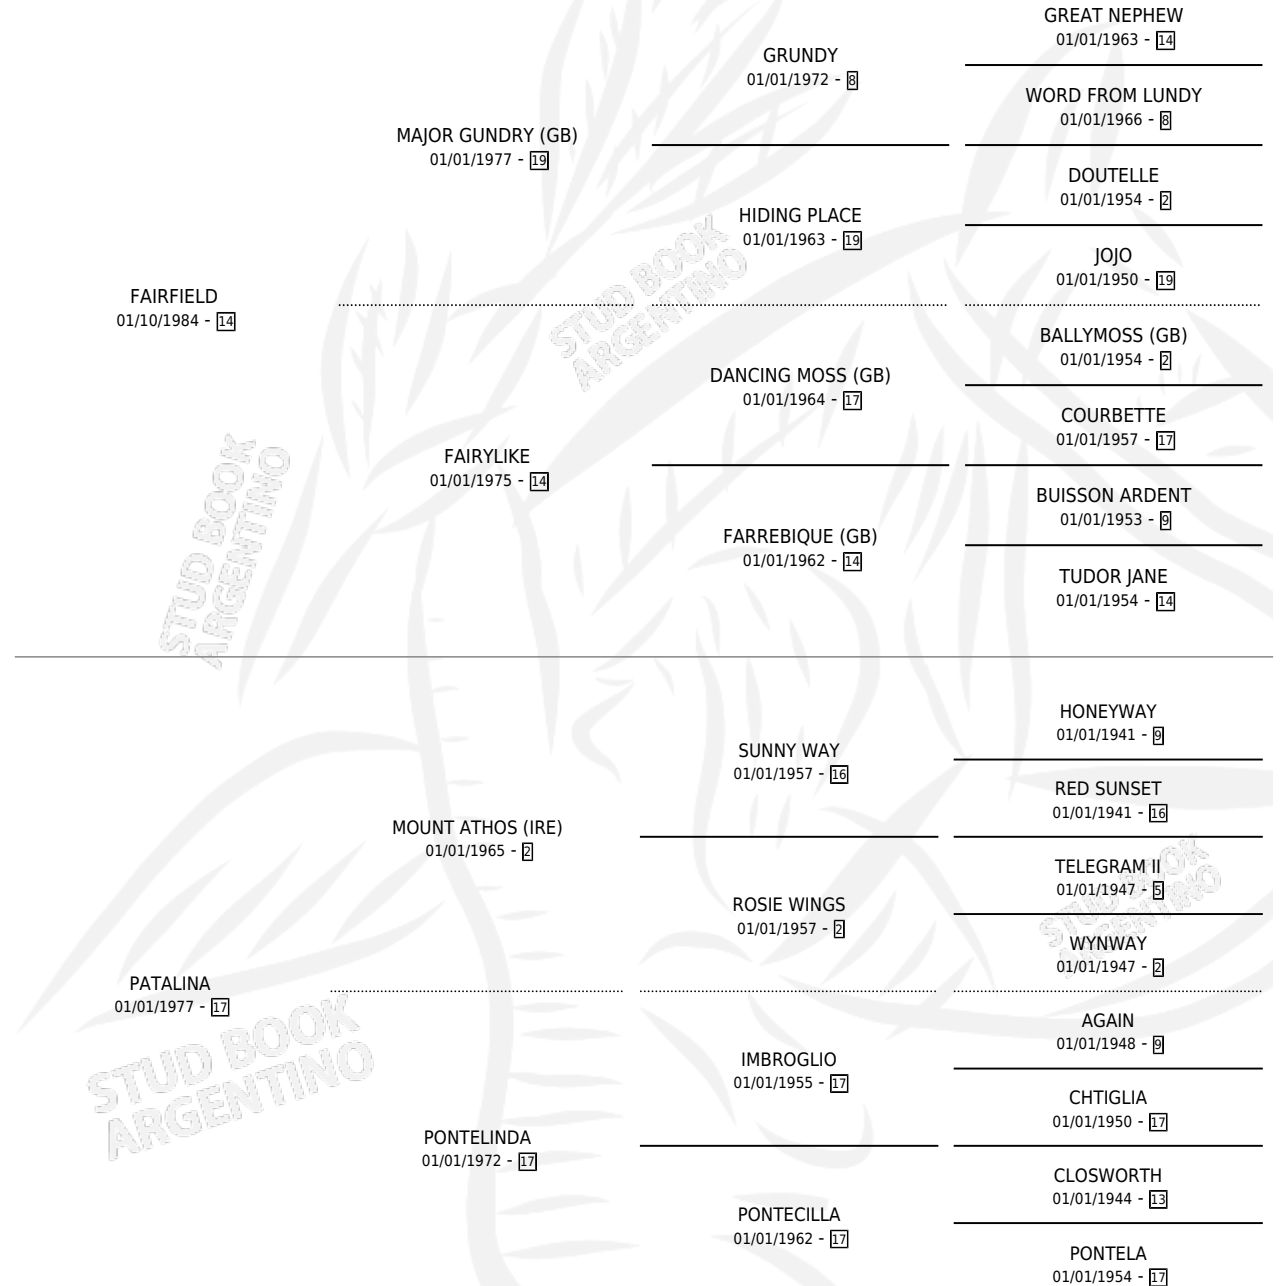 GREAT NEPHEW
01/01/1963 - 14
GRUNDY
01/01/1972 - 8
WORD FROM LUNDY
01/01/1966 - 8
MAJOR GUNDRY (GB)
01/01/1977 - 19
DOUTELLE
01/01/1954 - 2
HIDING PLACE
01/01/1963 - 19
JOJO
01/01/1950 - 19
FAIRFIELD
01/10/1984 - 14
STUD BOOK
ARGENTINO
BALLYMOSS (GB)
01/01/1954 - 2
DANCING MOSS (GB)
01/01/1964 - 17
COURBETTE
01/01/1957 - 17
FAIRYLIKE
01/01/1975 - 14
BUISSON ARDENT
01/01/1953 - 9
FARREBIQUE (GB)
01/01/1962 - 14
TUDOR JANE
01/01/1954 - 14
STUD BOOK
ARGENTINO
HONEYWAY
01/01/1941 - 9
SUNNY WAY
01/01/1957 - 16
RED SUNSET
01/01/1941 - 16
MOUNT ATHOS (IRE)
01/01/1965 - 2
TELEGRAM II
01/01/1947 - 5
ROSIE WINGS
01/01/1957 - 2
WYNWAY
01/01/1947 - 2
STUD BOOK
ARGENTINO
PATALINA
01/01/1977 - 17
AGAIN
01/01/1948 - 9
IMBROGLIO
01/01/1955 - 17
CHTIGLIA
01/01/1950 - 17
STUD BOOK
ARGENTINO
PONTELINDA
01/01/1972 - 17
CLOSWORTH
01/01/1944 - 13
PONTECILLA
01/01/1962 - 17
PONTELA
01/01/1954 - 17